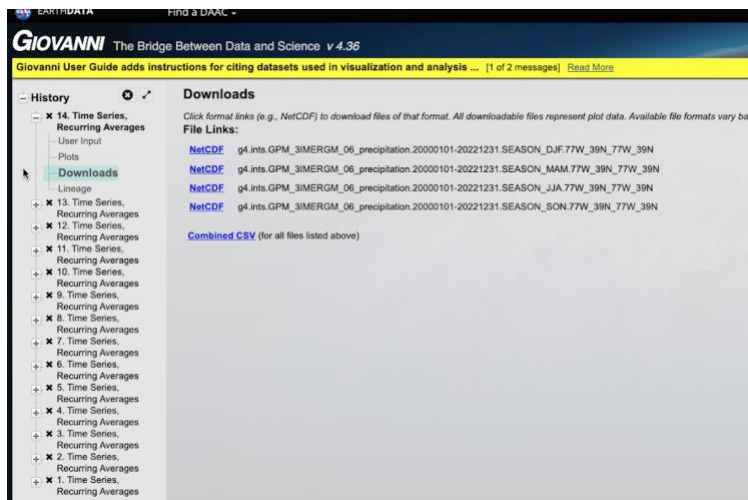 EARTHDATA Find a DAAC
GIOVANNI The Bridge Between Data and Science v 4.36
Giovanni User Guide adds instructions for citing datasets used in visualization and analysis ... [1 of 2 messages] Read More
History
14. Time Series,
Recurring Averages
User Input
Plots
Downloads
Lineage
13. Time Series,
Recurring Averages
12. Time Series,
Recurring Averages
11. Time Series,
Recurring Averages
10. Time Series,
Recurring Averages
9. Time Series,
Recurring Averages
8. Time Series,
Recurring Averages
7. Time Series,
Recurring Averages
6. Time Series,
Recurring Averages
5. Time Series,
Recurring Averages
4. Time Series,
Recurring Averages
3. Time Series,
Recurring Averages
2. Time Series,
Recurring Averages
1. Time Series,
Recurring Averages
Downloads
Click format links (e.g., NetCDF) to download files of that format. All downloadable files represent plot data. Available file formats vary ba
File Links:
NetCDF g4.ints.GPM_3IMERGM_06_precipitation.20000101-20221231.SEASON_DJF.77W_39N_77W_39N
NetCDF g4.ints.GPM_3IMERGM_06_precipitation.20000101-20221231.SEASON_MAM.77W_39N_77W_39N
NetCDF g4.ints.GPM_3IMERGM_06_precipitation.20000101-20221231.SEASON_JJA.77W_39N_77W_39N
NetCDF g4.ints.GPM_3IMERGM_06_precipitation.20000101-20221231.SEASON_SON.77W_39N_77W_39N
Combined CSV (for all files listed above)